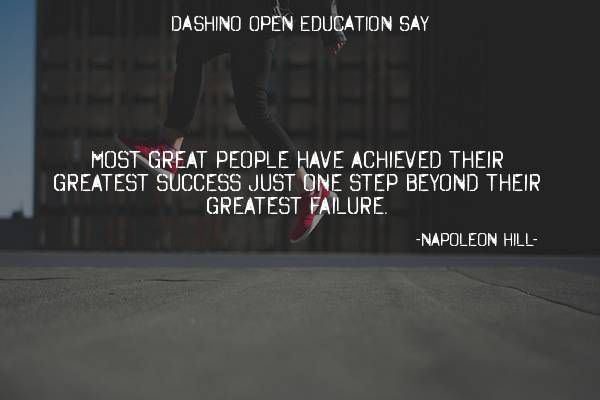 DASHINO OPEN EDUCATION SAY
MOST GREAT PEOPLE HAVE ACHIEVED THEIR
GREATEST SUCCESS JUST ONE STEP BEYOND THEIR
GREATEST FAILURE.
-NAPOLEON HILL-